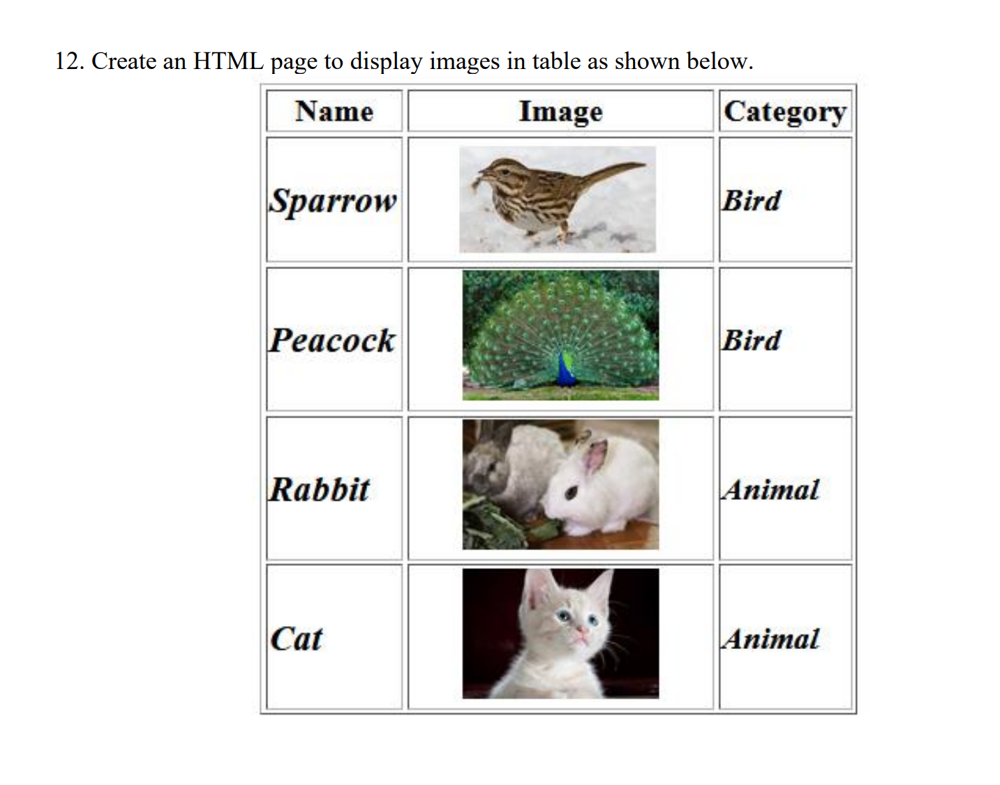 12. Create an HTML page to display images in table as shown below.
Name Image Category
Sparrow Bird
Peacock Bird
Rabbit Animal
Cat Animal